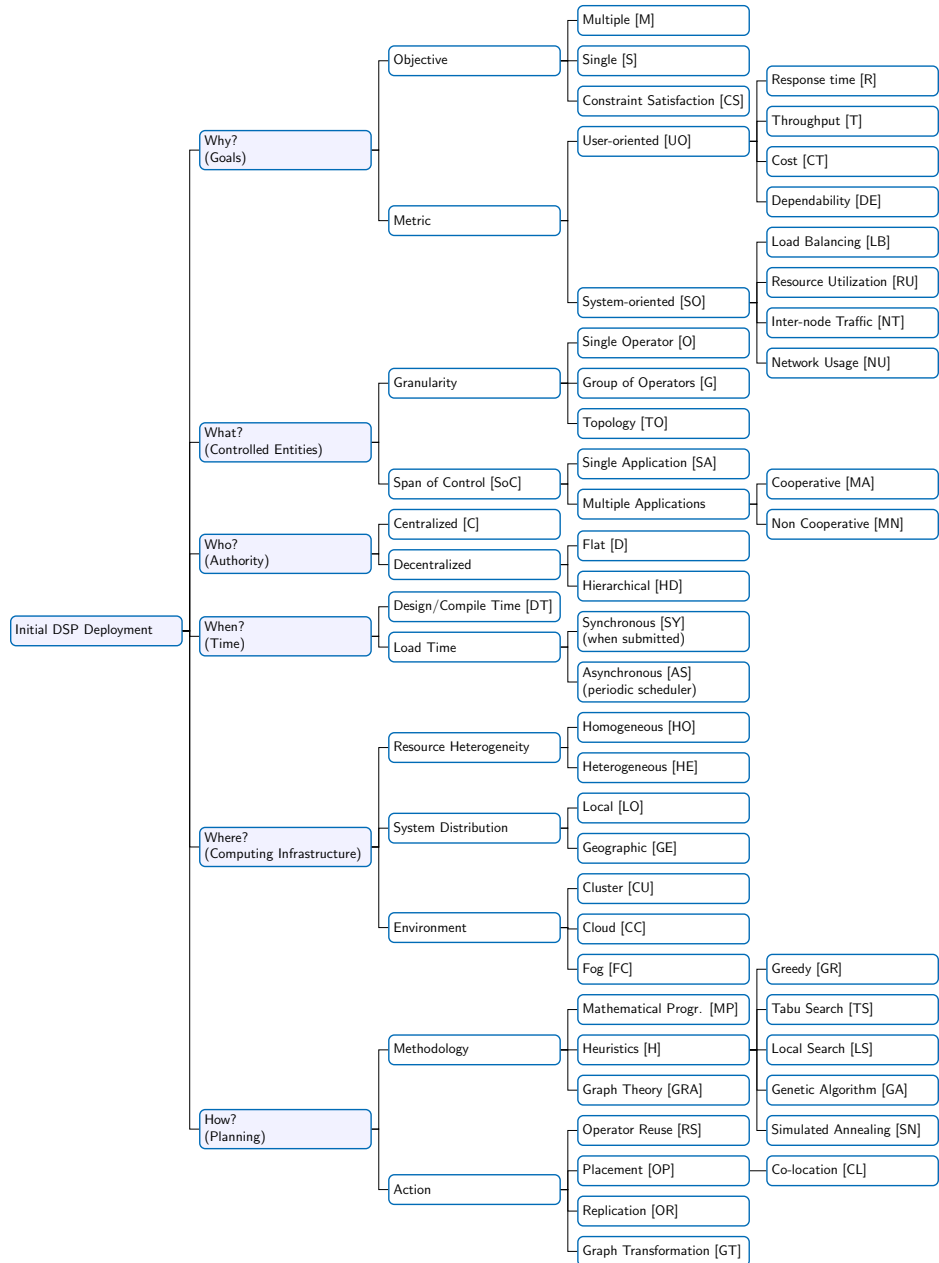 Initial DSP Deployment
Why?
(Goals)
Objective
Multiple [M]
Single [S]
Constraint Satisfaction [CS]
Metric
User-oriented [UO]
Response time [R]
Throughput [T]
Cost [CT]
Dependability [DE]
System-oriented [SO]
Load Balancing [LB]
Resource Utilization [RU]
Inter-node Traffic [NT]
Network Usage [NU]
What?
(Controlled Entities)
Granularity
Single Operator [O]
Group of Operators [G]
Topology [TO]
Span of Control [SoC]
Single Application [SA]
Multiple Applications
Cooperative [MA]
Non Cooperative [MN]
Who?
(Authority)
Centralized [C]
Decentralized
Flat [D]
Hierarchical [HD]
When?
(Time)
Design/Compile Time [DT]
Load Time
Synchronous [SY]
(when submitted)
Asynchronous [AS]
(periodic scheduler)
Where?
(Computing Infrastructure)
Resource Heterogeneity
Homogeneous [HO]
Heterogeneous [HE]
System Distribution
Local [LO]
Geographic [GE]
Environment
Cluster [CU]
Cloud [CC]
Fog [FC]
How?
(Planning)
Methodology
Mathematical Progr. [MP]
Heuristics [H]
Greedy [GR]
Tabu Search [TS]
Local Search [LS]
Genetic Algorithm [GA]
Simulated Annealing [SN]
Graph Theory [GRA]
Action
Operator Reuse [RS]
Placement [OP]
Co-location [CL]
Replication [OR]
Graph Transformation [GT]